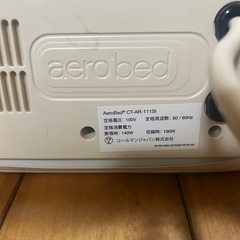 aerobed
AeroBed® CT-AR-111SI
定格電圧：100V 定格周波数：50 / 60Hz
定格消費電力
膨張時：140W 収縮時：190W
コールマンジャパン株式会社